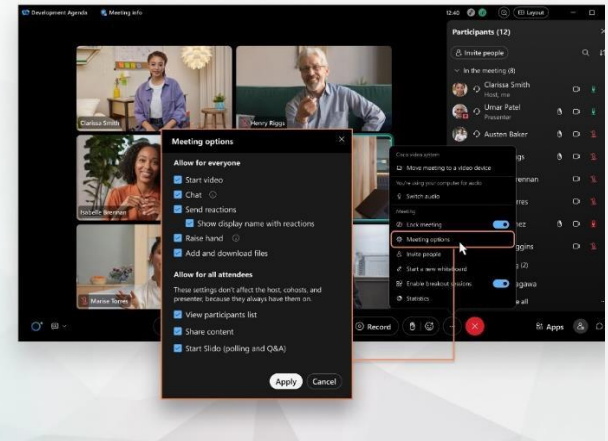 Development Agenda
Meeting info
12:40
Layout
Participants (12)
Invite people
In the meeting (8)
Clarissa Smith
Host, me
Umar Patel
Presenter
Austen Baker
Clarissa Smith
Henry Riggs
Isabelle Brennan
Marise Torres
Meeting options
Allow for everyone
Start video
Chat
Send reactions
Show display name with reactions
Raise hand
Add and download files
Allow for all attendees
These settings don't affect the host, cohosts, and
presenter, because they always have them on.
View participants list
Share content
Start Slido (polling and Q&A)
Apply
Cancel
Move meeting to a video device
You're using your computer for audio
Switch audio
Meeting
Lock meeting
Meeting options
Invite people
Start a new whiteboard
Enable breakout sessions
Statistics
Record
Apps